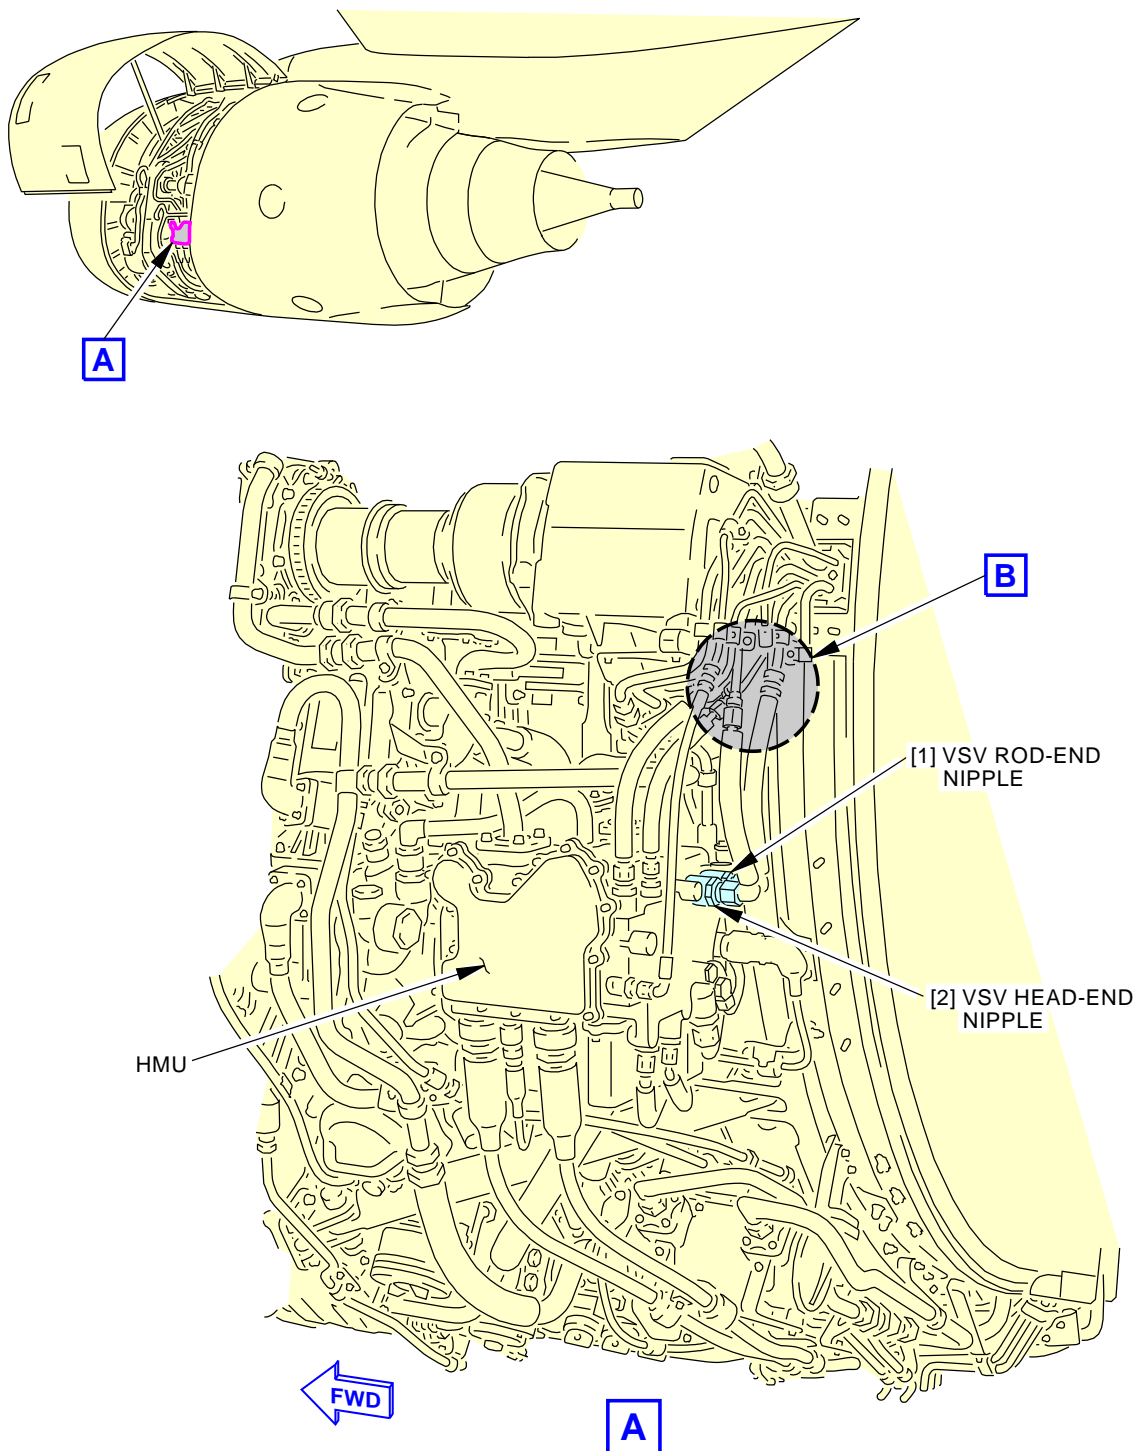 A
B
[1] VSV ROD-END
NIPPLE
[2] VSV HEAD-END
NIPPLE
HMU
FWD
A